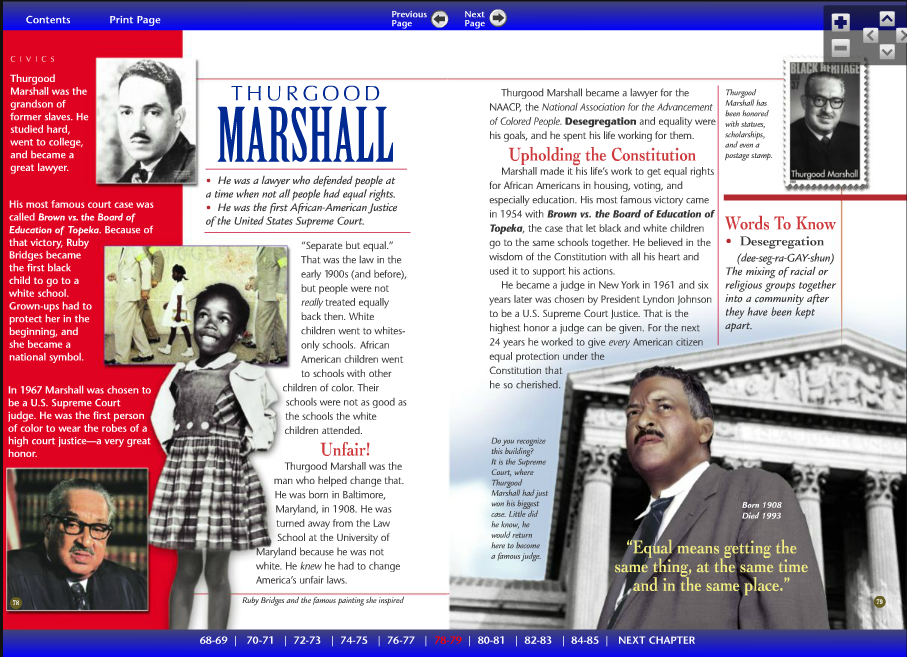 Contents
Print Page
Previous
Page
Next
Page
CIVICS
Thurgood
Marshall was the
grandson of
former slaves. He
studied hard,
went to college,
and became a
great lawyer.
His most famous court case was
called Brown vs. the Board of
Education of Topeka. Because of
that victory, Ruby
Bridges became
the first black
child to go to a
white school.
Grown-ups had to
protect her in the
beginning, and
she became a
national symbol.
In 1967 Marshall was chosen to
be a U.S. Supreme Court
judge. He was the first person
of color to wear the robes of a
high court justice—a very great
honor.
78
THURGOOD
MARSHALL
• He was a lawyer who defended people at
a time when not all people had equal rights.
• He was the first African-American Justice
of the United States Supreme Court.
"Separate but equal."
That was the law in the
early 1900s (and before),
but people were not
really treated equally
back then. White
children went to whites-
only schools. African
American children went
to schools with other
children of color. Their
schools were not as good as
the schools the white
children attended.
Unfair!
Thurgood Marshall was the
man who helped change that.
He was born in Baltimore,
Maryland, in 1908. He was
turned away from the Law
School at the University of
Maryland because he was not
white. He knew he had to change
America's unfair laws.
Ruby Bridges and the famous painting she inspired
Thurgood Marshall became a lawyer for the
NAACP, the National Association for the Advancement
of Colored People. Desegregation and equality were
his goals, and he spent his life working for them.
Upholding the Constitution
Marshall made it his life's work to get equal rights
for African Americans in housing, voting, and
especially education. His most famous victory came
in 1954 with Brown vs. the Board of Education of
Topeka, the case that let black and white children
go to the same schools together. He believed in the
wisdom of the Constitution with all his heart and
used it to support his actions.
He became a judge in New York in 1961 and six
years later was chosen by President Lyndon Johnson
to be a U.S. Supreme Court Justice. That is the
highest honor a judge can be given. For the next
24 years he worked to give every American citizen
equal protection under the
Constitution that
he so cherished.
Thurgood
Marshall has
been honored
with statues,
scholarships,
and even a
postage stamp.
BLACK HERITAGE
37
Thurgood Marshall
Words To Know
• Desegregation
(dee-seg-ra-GAY-shun)
The mixing of racial or
religious groups together
into a community after
they have been kept
apart.
Do you recognize
this building?
It is the Supreme
Court, where
Thurgood
Marshall had just
won his biggest
case. Little did
he know, he
would return
here to become
a famous judge.
Born 1908
Died 1993
"Equal means getting the
same thing, at the same time
and in the same place."
79
68-69 | 70-71 | 72-73 | 74-75 | 76-77 | 78-79 | 80-81 | 82-83 | 84-85 | NEXT CHAPTER